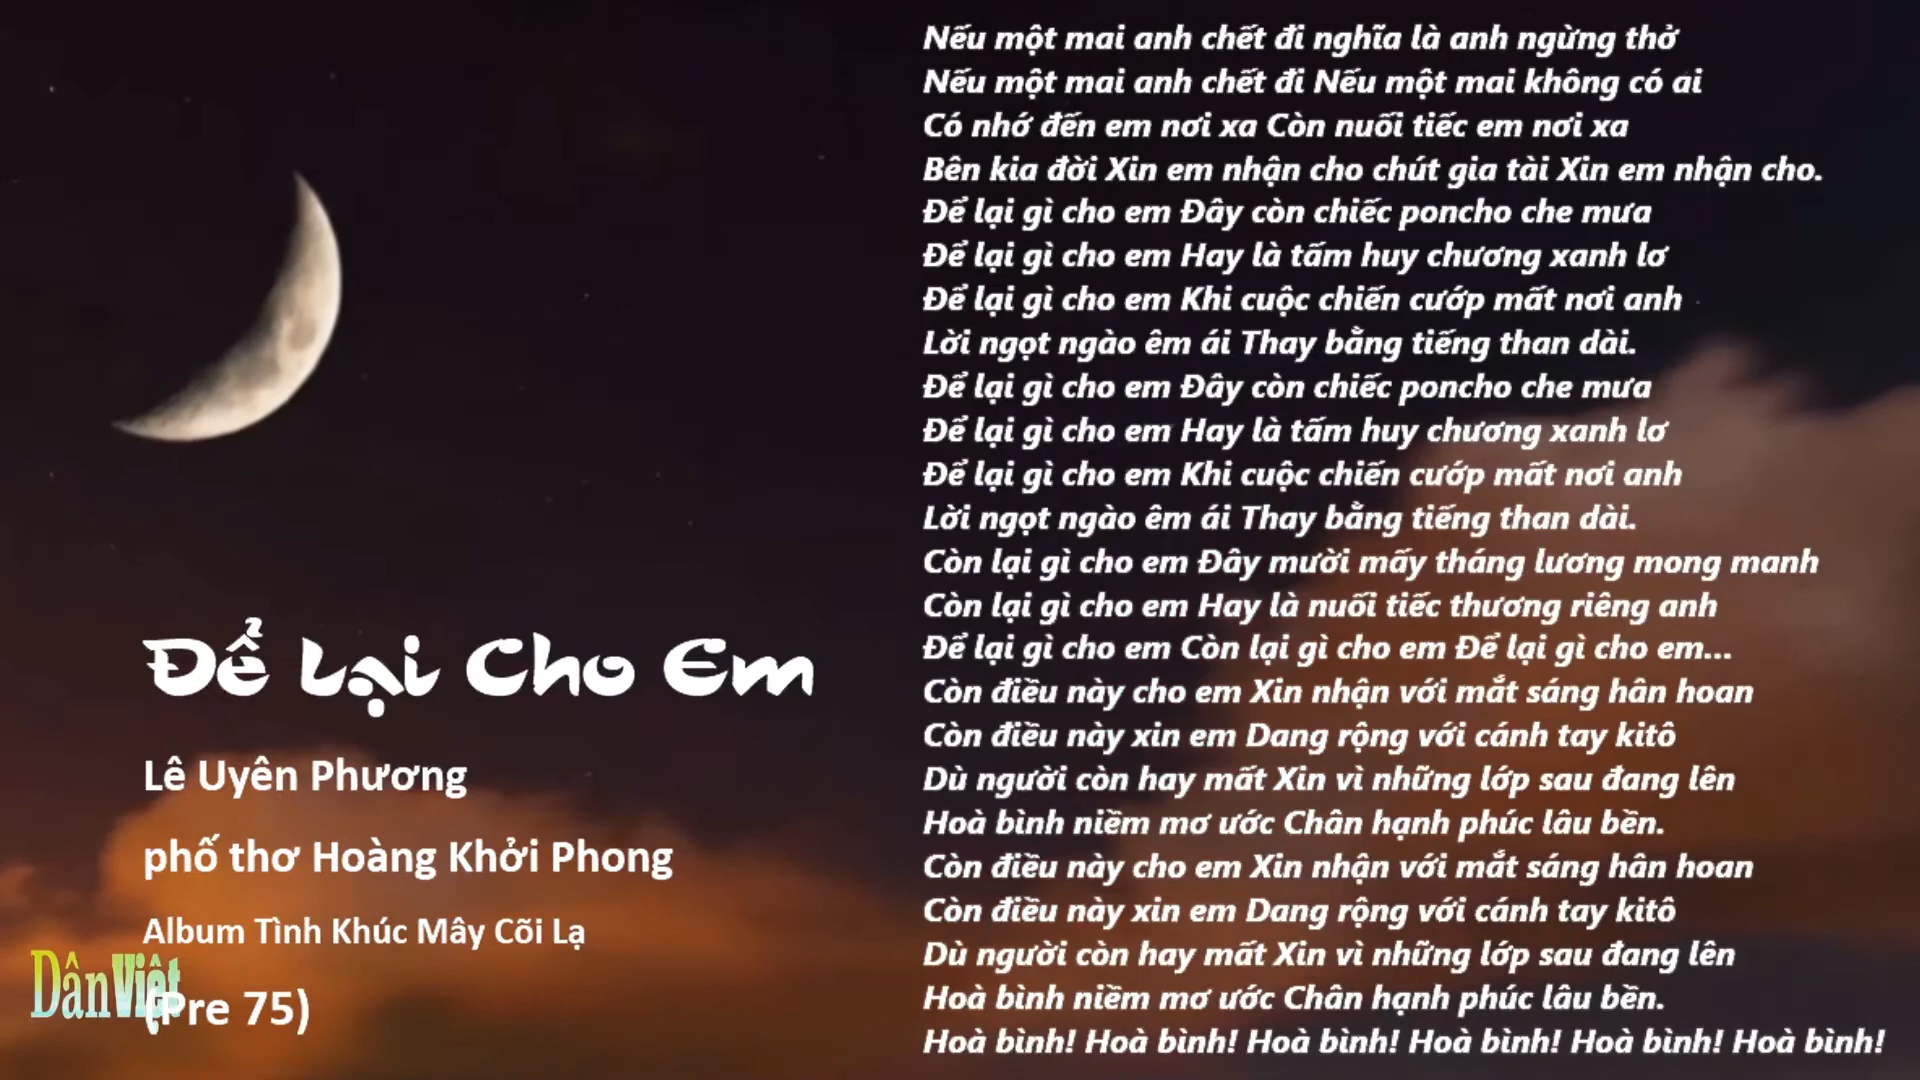 Nếu một mai anh chết đi nghĩa là anh ngừng thở
Nếu một mai anh chết đi Nếu một mai không có ai
Có nhớ đến em nơi xa Còn nuối tiếc em nơi xa
Bên kia đời Xin em nhận cho chút gia tài Xin em nhận cho.
Để lại gì cho em Đây còn chiếc poncho che mưa
Để lại gì cho em Hay là tấm huy chương xanh lơ
Để lại gì cho em Khi cuộc chiến cướp mất nơi anh
Lời ngọt ngào êm ái Thay bằng tiếng than dài.
Để lại gì cho em Đây còn chiếc poncho che mưa
Để lại gì cho em Hay là tấm huy chương xanh lơ
Để lại gì cho em Khi cuộc chiến cướp mất nơi anh
Lời ngọt ngào êm ái Thay bằng tiếng than dài.
Còn lại gì cho em Đây mười mấy tháng lương mong manh
Còn lại gì cho em Hay là nuối tiếc thương riêng anh
Để lại gì cho em Còn lại gì cho em Để lại gì cho em...
Còn điều này cho em Xin nhận với mắt sáng hân hoan
Còn điều này xin em Dang rộng với cánh tay kitô
Dù người còn hay mất Xin vì những lớp sau đang lên
Hoà bình niềm mơ ước Chân hạnh phúc lâu bền.
Còn điều này cho em Xin nhận với mắt sáng hân hoan
Còn điều này xin em Dang rộng với cánh tay kitô
Dù người còn hay mất Xin vì những lớp sau đang lên
Hoà bình niềm mơ ước Chân hạnh phúc lâu bền.
Hoà bình! Hoà bình! Hoà bình! Hoà bình! Hoà bình! Hoà bình!
Để Lại Cho Em
Lê Uyên Phương
phố thơ Hoàng Khởi Phong
Album Tình Khúc Mây Cõi Lạ
DânViệt
(Pre 75)